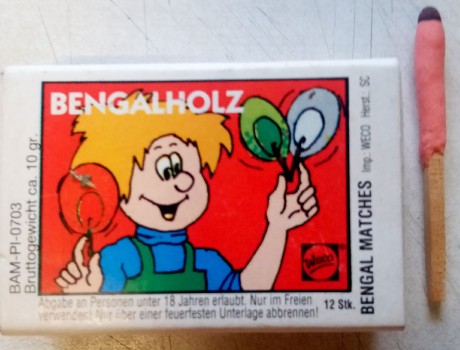 BENGALHOLZ
BAM-PI-0703
Bruttogewicht ca. 10 gr.
Weco
®
Abgabe an Personen unter 18 Jahren erlaubt. Nur im Freien
verwenden! Nur über einer feuerfesten Unterlage abbrennen!
12 Stk.
BENGAL MATCHES Imp.: WECO Herst.: SC